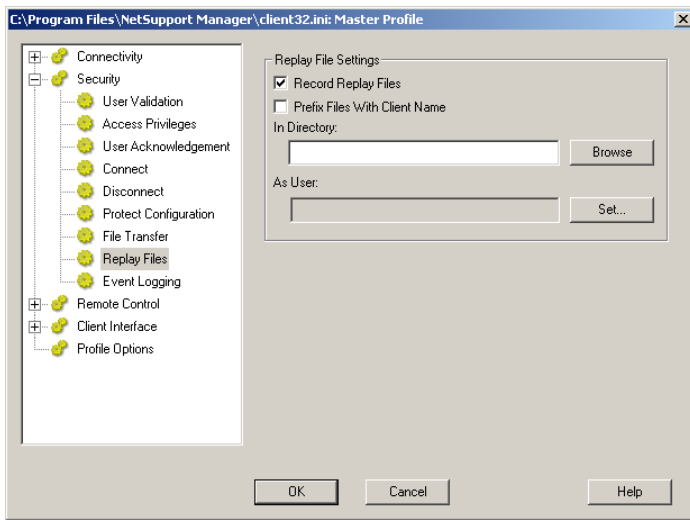 C:\Program Files\NetSupport Manager\client32.ini: Master Profile
Connectivity
Security
User Validation
Access Privileges
User Acknowledgement
Connect
Disconnect
Protect Configuration
File Transfer
Replay Files
Event Logging
Remote Control
Client Interface
Profile Options
Replay File Settings
Record Replay Files
Prefix Files With Client Name
In Directory:
Browse
As User:
Set...
OK
Cancel
Help